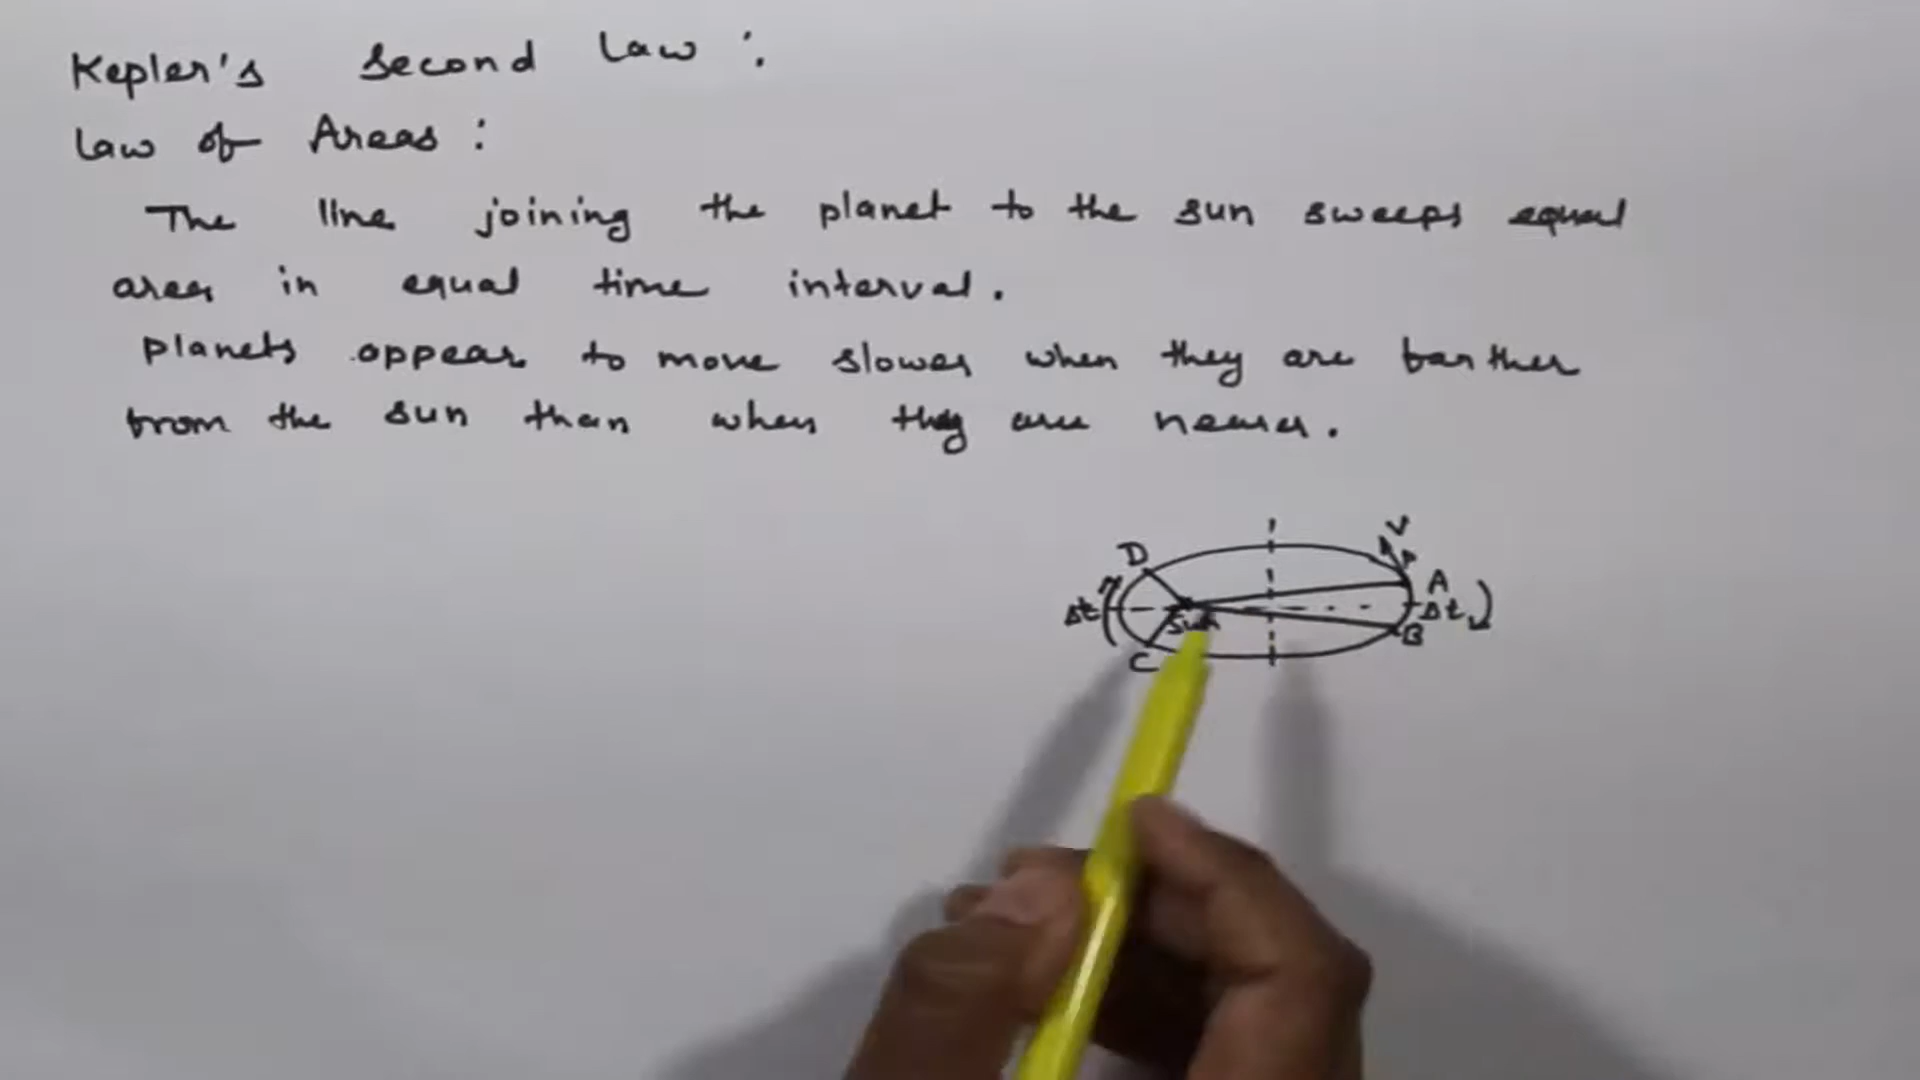 Kepler's second law :
Law of Areas :
The line joining the planet to the sun sweeps equal
area in equal time interval.
planets appear to move slower when they are farther
from the sun than when they are nearer.
D
V
P
A
Δt
Sun
Δt
B
C